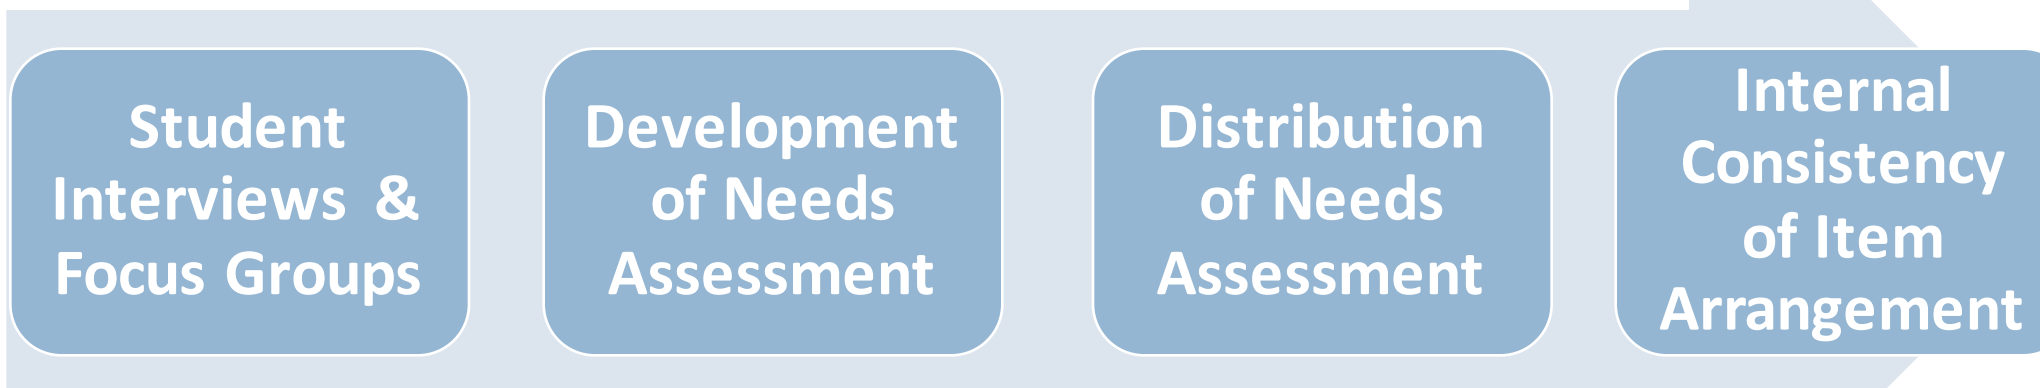 Student
Interviews &
Focus Groups
Development
of Needs
Assessment
Distribution
of Needs
Assessment
Internal
Consistency
of Item
Arrangement